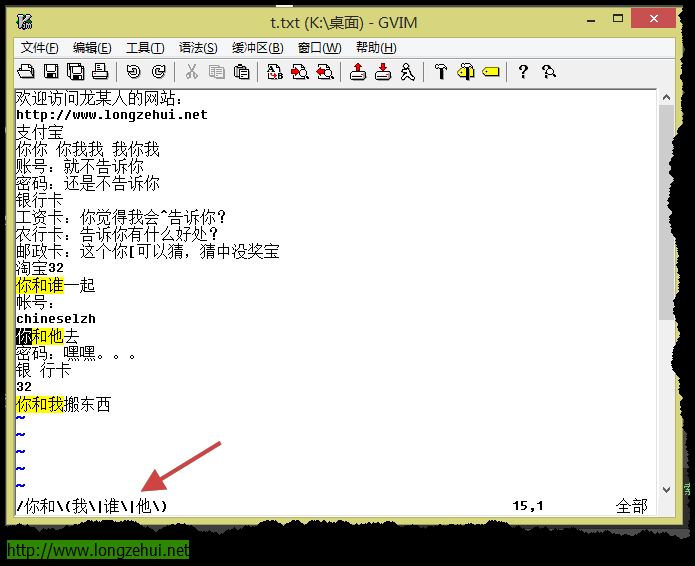 t.txt (K:\桌面) - GVIM
文件(F) 编辑(E) 工具(T) 语法(S) 缓冲区(B) 窗口(W) 帮助(H)
欢迎访问龙某人的网站:
http://www.longzehui.net
支付宝
你你 你我我 我你我
账号: 就不告诉你
密码: 还是不告诉你
银行卡
工资卡: 你觉得我会^告诉你?
农行卡: 告诉你有什么好处?
邮政卡: 这个你[可以猜, 猜中没奖宝
淘宝32
你和谁一起
帐号:
chineselzh
你和他去
密码: 嘿嘿。。。
银 行卡
32
你和我搬东西
~
~
~
~
~
/你和\(我\|谁\|他\) 15,1 全部
http://www.longzehui.net